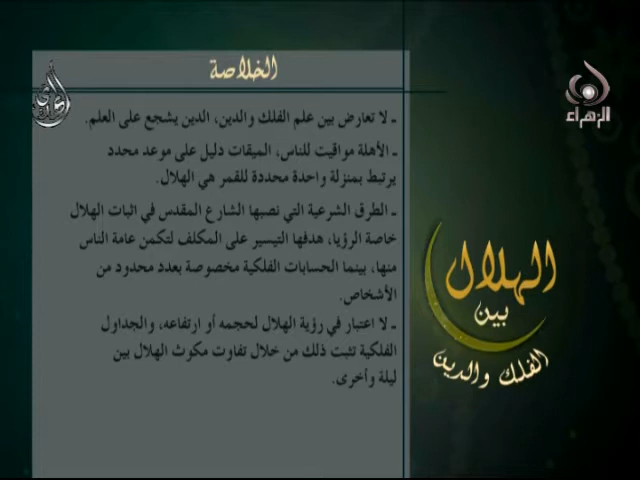 الخلاصة
ـ لا تعارض بين علم الفلك والدين، الدين يشجع على العلم.
ـ الأهلة مواقيت للناس، الميقات دليل على موعد محدد
يرتبط بمنزلة واحدة محددة للقمر هي الهلال.
ـ الطرق الشرعية التي نصبها الشارع المقدس في اثبات الهلال
خاصة الرؤيا، هدفها التيسير على المكلف لتكمن عامة الناس
منها، بينما الحسابات الفلكية مخصوصة بعدد محدود من
الأشخاص.
ـ لا اعتبار في رؤية الهلال لحجمه أو ارتفاعه، والجداول
الفلكية تثبت ذلك من خلال تفاوت مكوث الهلال بين
ليلة وأخرى.
الزهراء
الهلال
بين
الفلك والدين